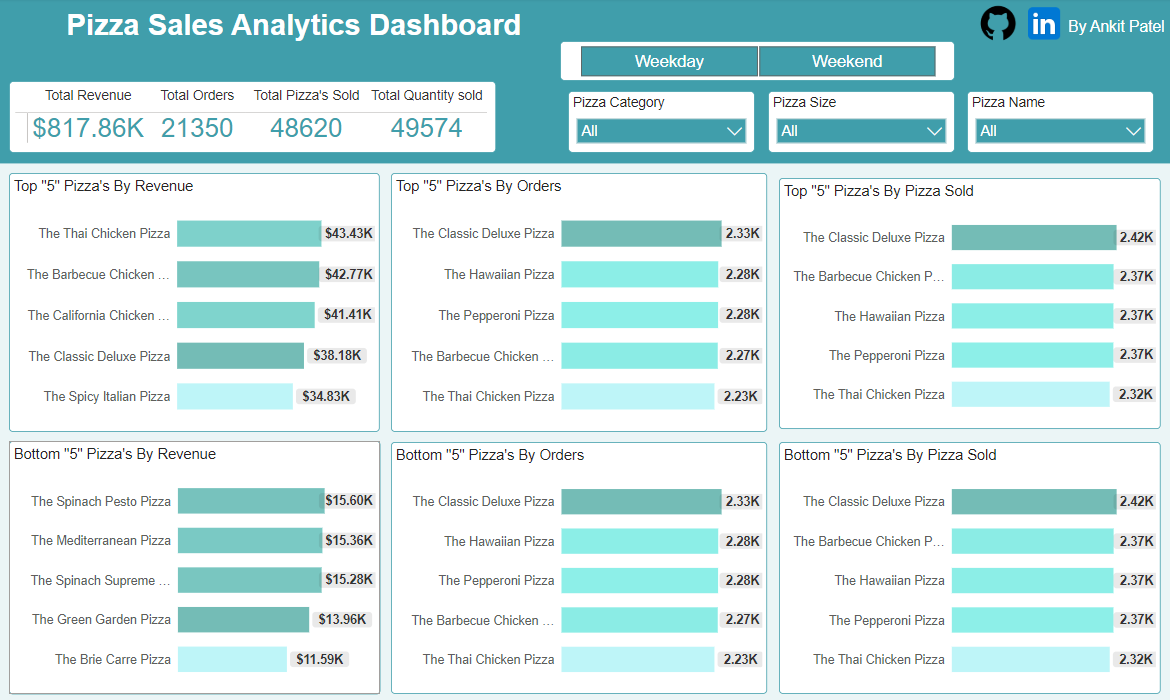 Pizza Sales Analytics Dashboard
in By Ankit Patel
Weekday Weekend
Total Revenue Total Orders Total Pizza's Sold Total Quantity sold
$817.86K 21350 48620 49574
Pizza Category
All
Pizza Size
All
Pizza Name
All
Top "5" Pizza's By Revenue
The Thai Chicken Pizza $43.43K
The Barbecue Chicken ... $42.77K
The California Chicken ... $41.41K
The Classic Deluxe Pizza $38.18K
The Spicy Italian Pizza $34.83K
Top "5" Pizza's By Orders
The Classic Deluxe Pizza 2.33K
The Hawaiian Pizza 2.28K
The Pepperoni Pizza 2.28K
The Barbecue Chicken ... 2.27K
The Thai Chicken Pizza 2.23K
Top "5" Pizza's By Pizza Sold
The Classic Deluxe Pizza 2.42K
The Barbecue Chicken P... 2.37K
The Hawaiian Pizza 2.37K
The Pepperoni Pizza 2.37K
The Thai Chicken Pizza 2.32K
Bottom "5" Pizza's By Revenue
The Spinach Pesto Pizza $15.60K
The Mediterranean Pizza $15.36K
The Spinach Supreme ... $15.28K
The Green Garden Pizza $13.96K
The Brie Carre Pizza $11.59K
Bottom "5" Pizza's By Orders
The Classic Deluxe Pizza 2.33K
The Hawaiian Pizza 2.28K
The Pepperoni Pizza 2.28K
The Barbecue Chicken ... 2.27K
The Thai Chicken Pizza 2.23K
Bottom "5" Pizza's By Pizza Sold
The Classic Deluxe Pizza 2.42K
The Barbecue Chicken P... 2.37K
The Hawaiian Pizza 2.37K
The Pepperoni Pizza 2.37K
The Thai Chicken Pizza 2.32K